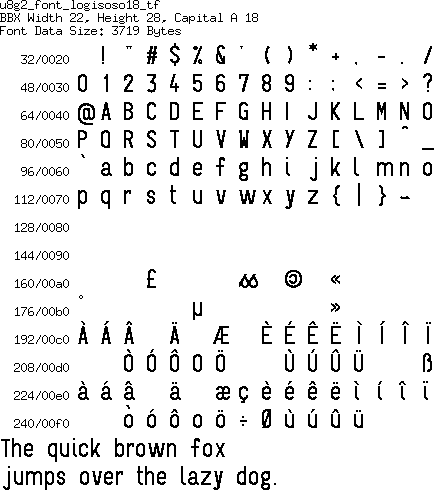 u8g2_font_logisoso18_tf
BBX Width 22, Height 28, Capital A 18
Font Data Size: 3719 Bytes
32/0020 ! " # $ % & ' ( ) * + , - . /
48/0030 0 1 2 3 4 5 6 7 8 9 : ; < = > ?
64/0040 @ A B C D E F G H I J K L M N O
80/0050 P Q R S T U V W X Y Z [ \ ] ^ _
96/0060 ` a b c d e f g h i j k l m n o
112/0070 p q r s t u v w x y z { | } ~
128/0080
144/0090
160/00a0 £ © «
176/00b0 ° µ »
192/00c0 À Á Â Ä Æ È É Ê Ë Ì Í Î Ï
208/00d0 Ò Ó Ô O Ö Ù Ú Û Ü ß
224/00e0 à á â ä æ ç è é ê ë ì í î ï
240/00f0 ò ó ô o ö ÷ Ø ù ú û ü
The quick brown fox
jumps over the lazy dog.